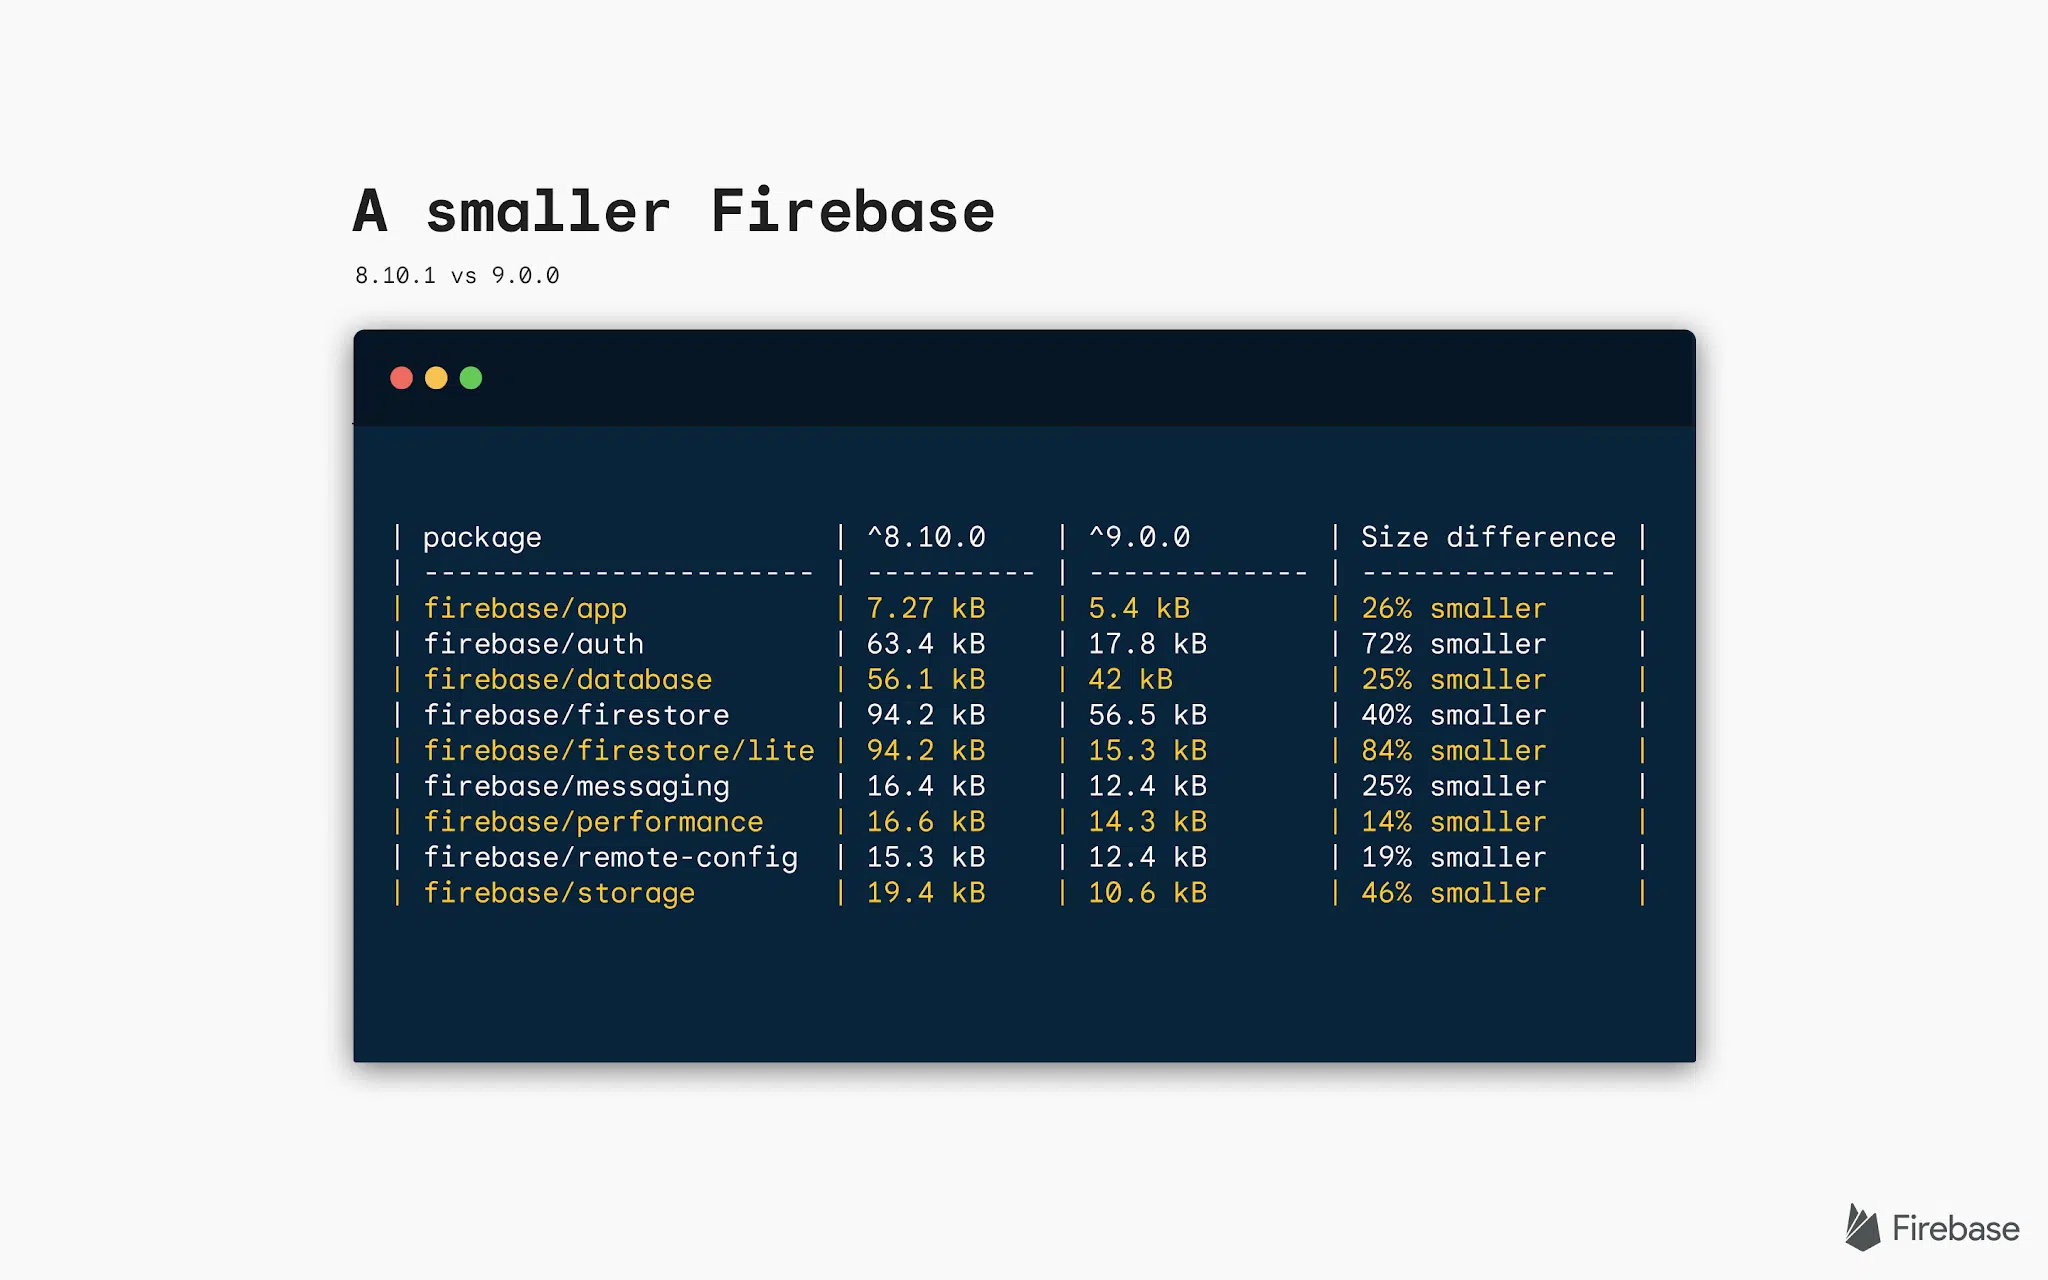 A smaller Firebase
8.10.1 vs 9.0.0
| package | ^8.10.0 | ^9.0.0 | Size difference |
| ----------------------- | ---------- | ------------- | --------------- |
| firebase/app | 7.27 kB | 5.4 kB | 26% smaller |
| firebase/auth | 63.4 kB | 17.8 kB | 72% smaller |
| firebase/database | 56.1 kB | 42 kB | 25% smaller |
| firebase/firestore | 94.2 kB | 56.5 kB | 40% smaller |
| firebase/firestore/lite | 94.2 kB | 15.3 kB | 84% smaller |
| firebase/messaging | 16.4 kB | 12.4 kB | 25% smaller |
| firebase/performance | 16.6 kB | 14.3 kB | 14% smaller |
| firebase/remote-config | 15.3 kB | 12.4 kB | 19% smaller |
| firebase/storage | 19.4 kB | 10.6 kB | 46% smaller |
Firebase